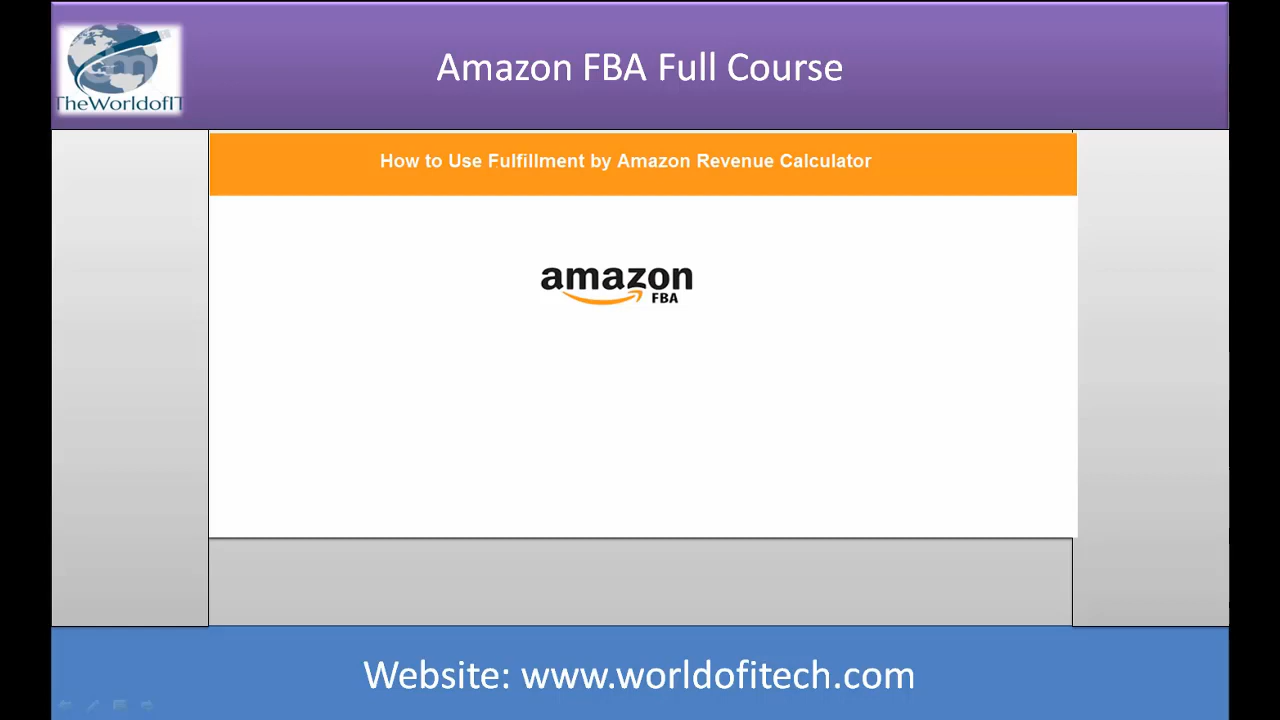 Amazon FBA Full Course
TheWorldofIT
How to Use Fulfillment by Amazon Revenue Calculator
amazon
FBA
Website: www.worldofitech.com